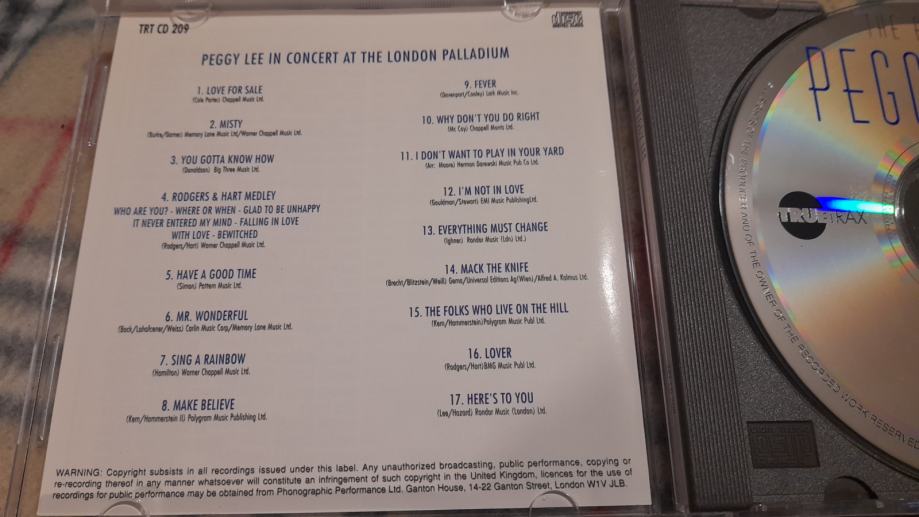 TRT CD 209
PEGGY LEE IN CONCERT AT THE LONDON PALLADIUM
1. LOVE FOR SALE
(Cole Porter) Chappell Music Ltd.
2. MISTY
(Burke/Garner) Memory Lane Music Ltd/Warner Chappell Music Ltd.
3. YOU GOTTA KNOW HOW
(Donaldson) Big Three Music Ltd.
4. RODGERS & HART MEDLEY
WHO ARE YOU? - WHERE OR WHEN - GLAD TO BE UNHAPPY
IT NEVER ENTERED MY MIND - FALLING IN LOVE
WITH LOVE - BEWITCHED
(Rodgers/Hart) Warner Chappell Music Ltd.
5. HAVE A GOOD TIME
(Simon) Pattern Music Ltd.
6. MR. WONDERFUL
(Bock/Lohafcener/Weiss) Carlin Music Corp/Memory Lane Music Ltd.
7. SING A RAINBOW
(Hamilton) Warner Chappell Music Ltd.
8. MAKE BELIEVE
(Kern/Hammerstein II) Polygram Music Publishing Ltd.
9. FEVER
(Davenport/Cooley) Lark Music Inc.
10. WHY DON'T YOU DO RIGHT
(Mc Coy) Chappell Morris Ltd.
11. I DON'T WANT TO PLAY IN YOUR YARD
(Arr: Moore) Herman Darewski Music Pub Co Ltd.
12. I'M NOT IN LOVE
(Gouldman/Stewart) EMI Music PublishingLtd.
13. EVERYTHING MUST CHANGE
(Ighner) Rondor Music (Ldn) Ltd.)
14. MACK THE KNIFE
(Brecht/Blitzstein/Weill) Gema/Universal Editions Ag(Wien)/Alfred A. Kalmus Ltd.
15. THE FOLKS WHO LIVE ON THE HILL
(Kern/Hammerstein)Polygram Music Publ Ltd.
16. LOVER
(Rodgers/Hart)BMG Music Publ Ltd.
17. HERE'S TO YOU
(Lee/Hazard) Rondor Music (London) Ltd.
WARNING: Copyright subsists in all recordings issued under this label. Any unauthorized broadcasting, public performance, copying or
re-recording thereof in any manner whatsoever will constitute an infringement of such copyright in the United Kingdom, licences for the use of
recordings for public performance may be obtained from Phonographic Performance Ltd. Ganton House, 14-22 Ganton Street, London W1V JLB.
THE
PEGG
TRUETRAX
OF THE OWNER OF THE RECORDED WORK RESERVED